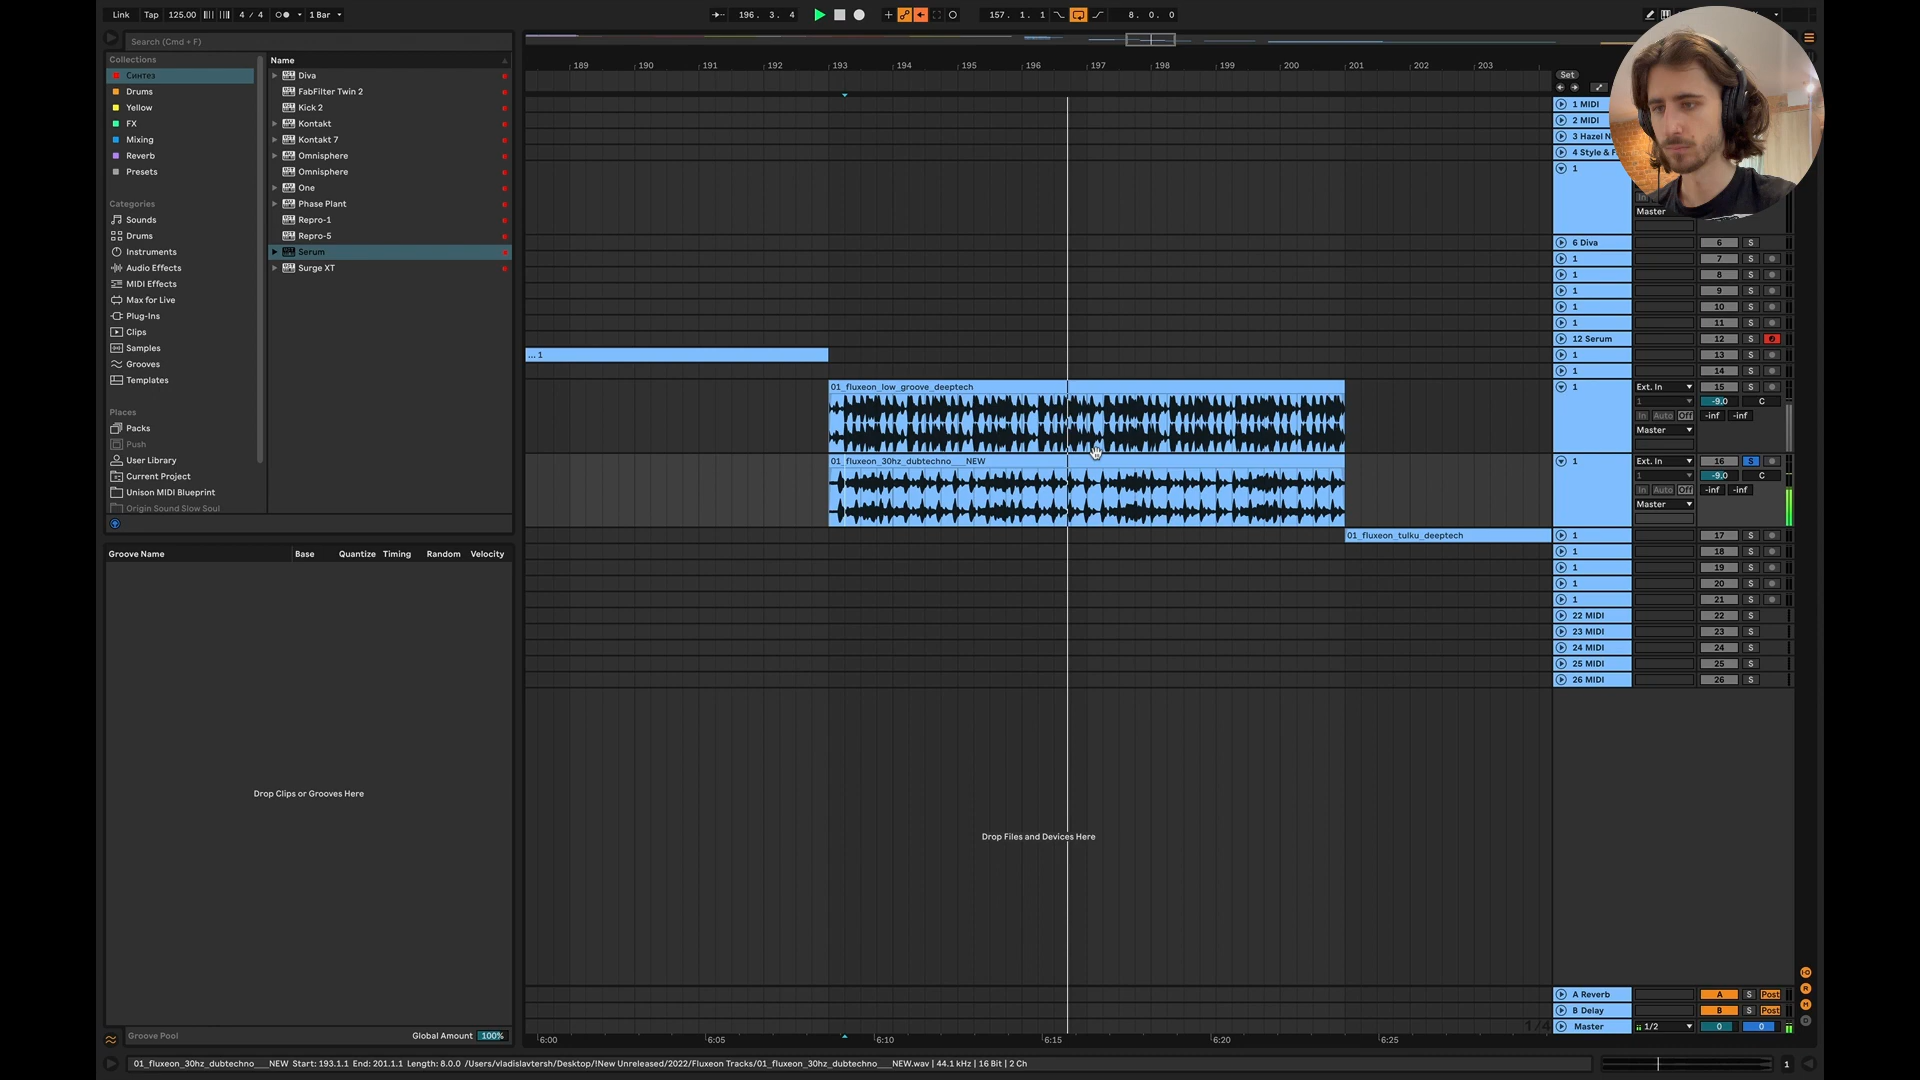 Link Tap 125.00 4 / 4 1 Bar 196. 3. 4 157. 1. 1 8. 0. 0
Search (Cmd + F)
Collections
Синтез
Drums
Yellow
FX
Mixing
Reverb
Presets
Categories
Sounds
Drums
Instruments
Audio Effects
MIDI Effects
Max for Live
Plug-Ins
Clips
Samples
Grooves
Templates
Places
Packs
Push
User Library
Current Project
Unison MIDI Blueprint
Origin Sound Slow Soul
Name
Diva
FabFilter Twin 2
Kick 2
Kontakt
Kontakt 7
Omnisphere
Omnisphere
One
Phase Plant
Repro-1
Repro-5
Serum
Surge XT
Groove Name Base Quantize Timing Random Velocity
Drop Clips or Grooves Here
Groove Pool Global Amount 100%
189 190 191 192 193 194 195 196 197 198 199 200 201 202 203
... 1
01_fluxeon_low_groove_deeptech
01_fluxeon_30hz_dubtechno___NEW
01_fluxeon_tulku_deeptech
Drop Files and Devices Here
6:00 6:05 6:10 6:15 6:20 6:25
1/4
Set
1 MIDI
2 MIDI
3 Hazel N
4 Style & F
1
In
Master
6 Diva 6 S
1 7 S
1 8 S
1 9 S
1 10 S
1 11 S
12 Serum 12 S
1 13 S
1 14 S
1 Ext. In 15 S
1 -9.0 C
In Auto Off -inf -inf
Master
1 Ext. In 16 S
1 -9.0 C
In Auto Off -inf -inf
Master
1 17 S
1 18 S
1 19 S
1 20 S
1 21 S
22 MIDI 22 S
23 MIDI 23 S
24 MIDI 24 S
25 MIDI 25 S
26 MIDI 26 S
A Reverb A S Post
B Delay B S Post
Master 1/2 0 0
01_fluxeon_30hz_dubtechno___NEW Start: 193.1.1 End: 201.1.1 Length: 8.0.0 /Users/vladislavtersh/Desktop/!New Unreleased/2022/Fluxeon Tracks/01_fluxeon_30hz_dubtechno___NEW.wav | 44.1 kHz | 16 Bit | 2 Ch
1